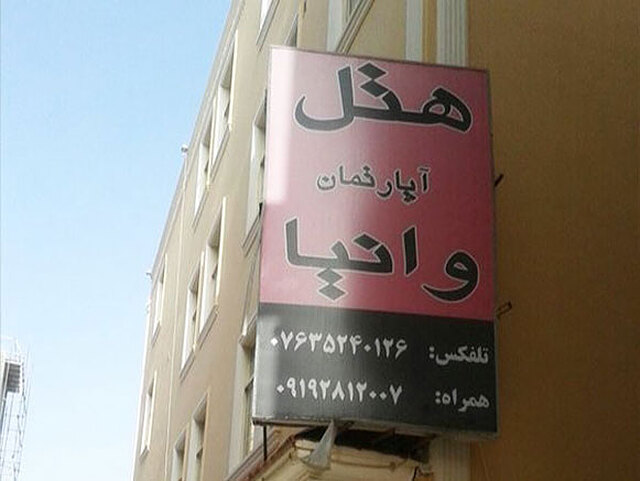 هتل
آپارتمان
وانیا
تلفکس: ۰۷۶۳۵۲۴۰۱۲۶
همراه: ۰۹۱۹۲۸۱۲۰۰۷